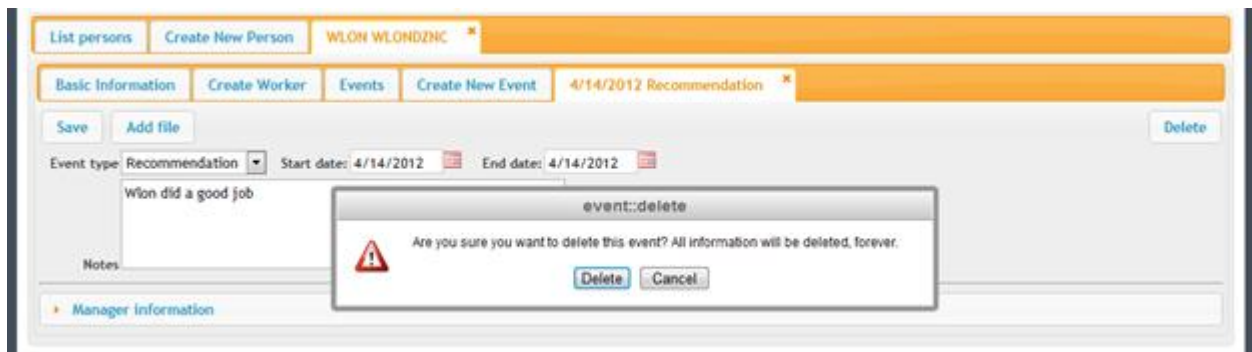 List persons Create New Person WLON WLONDZNC
Basic Information Create Worker Events Create New Event 4/14/2012 Recommendation
Save Add file Delete
Event type Recommendation Start date: 4/14/2012 End date: 4/14/2012
Wlon did a good job
event::delete
Are you sure you want to delete this event? All information will be deleted, forever.
Notes
Delete Cancel
Manager information